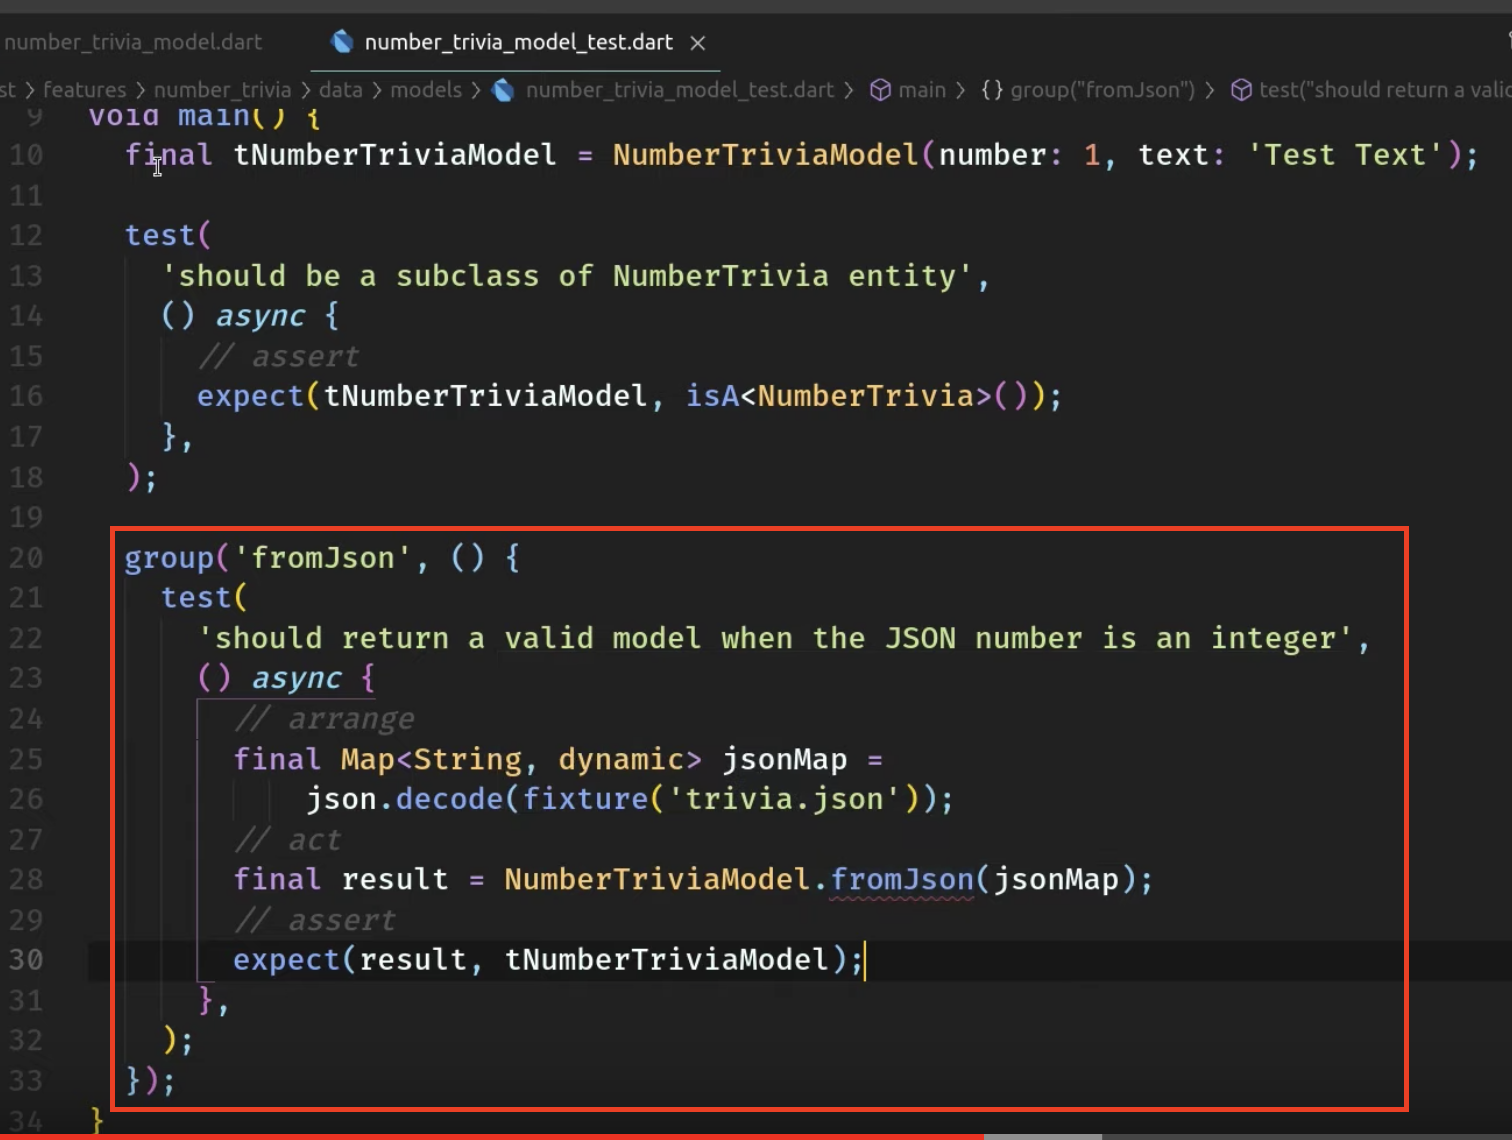 number_trivia_model.dart
number_trivia_model_test.dart
st > features > number_trivia > data > models > number_trivia_model_test.dart > main > {} group("fromJson") > test("should return a valid
9 void main() {
10 final tNumberTriviaModel = NumberTriviaModel(number: 1, text: 'Test Text');
11
12 test(
13 'should be a subclass of NumberTrivia entity',
14 () async {
15 // assert
16 expect(tNumberTriviaModel, isA<NumberTrivia>());
17 },
18 );
19
20 group('fromJson', () {
21 test(
22 'should return a valid model when the JSON number is an integer',
23 () async {
24 // arrange
25 final Map<String, dynamic> jsonMap =
26 json.decode(fixture('trivia.json'));
27 // act
28 final result = NumberTriviaModel.fromJson(jsonMap);
29 // assert
30 expect(result, tNumberTriviaModel);
31 },
32 );
33 });
34 }